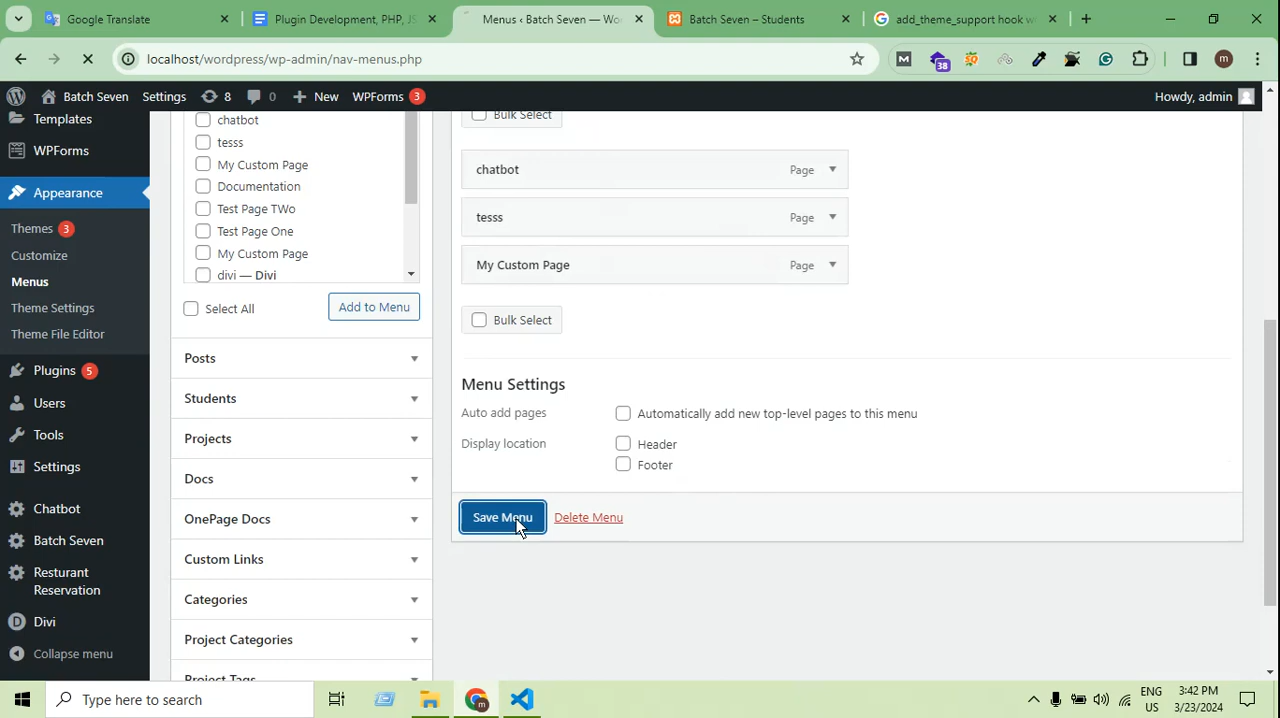 Google Translate
Plugin Development, PHP, JS
Menus ‹ Batch Seven — Wo
Batch Seven – Students
add_theme_support hook w
localhost/wordpress/wp-admin/nav-menus.php
38
m
Batch Seven
Settings
8
0
New
WPForms 3
Howdy, admin
Templates
WPForms
Appearance
Themes 3
Customize
Menus
Theme Settings
Theme File Editor
Plugins 5
Users
Tools
Settings
Chatbot
Batch Seven
Resturant
Reservation
Divi
Collapse menu
chatbot
tesss
My Custom Page
Documentation
Test Page TWo
Test Page One
My Custom Page
divi — Divi
Select All
Add to Menu
Posts
Students
Projects
Docs
OnePage Docs
Custom Links
Categories
Project Categories
Project Tags
Bulk Select
chatbot Page
tesss Page
My Custom Page Page
Bulk Select
Menu Settings
Auto add pages
Automatically add new top-level pages to this menu
Display location
Header
Footer
Save Menu
Delete Menu
Type here to search
ENG
US
3:42 PM
3/23/2024